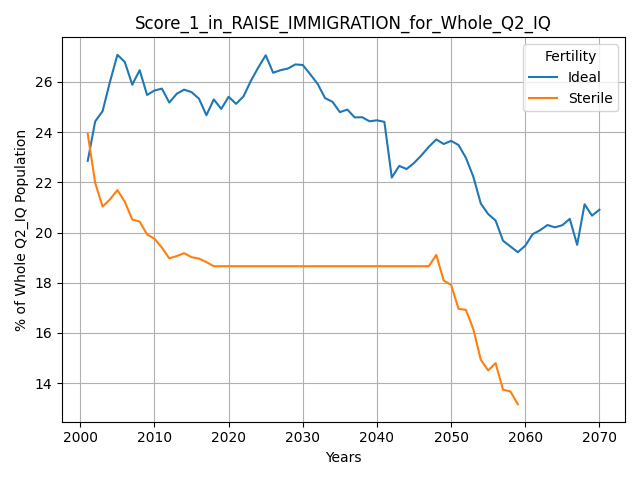 Score_1_in_RAISE_IMMIGRATION_for_Whole_Q2_IQ
Fertility
Ideal
Sterile
% of Whole Q2_IQ Population
26
24
22
20
18
16
14
2000 2010 2020 2030 2040 2050 2060 2070
Years